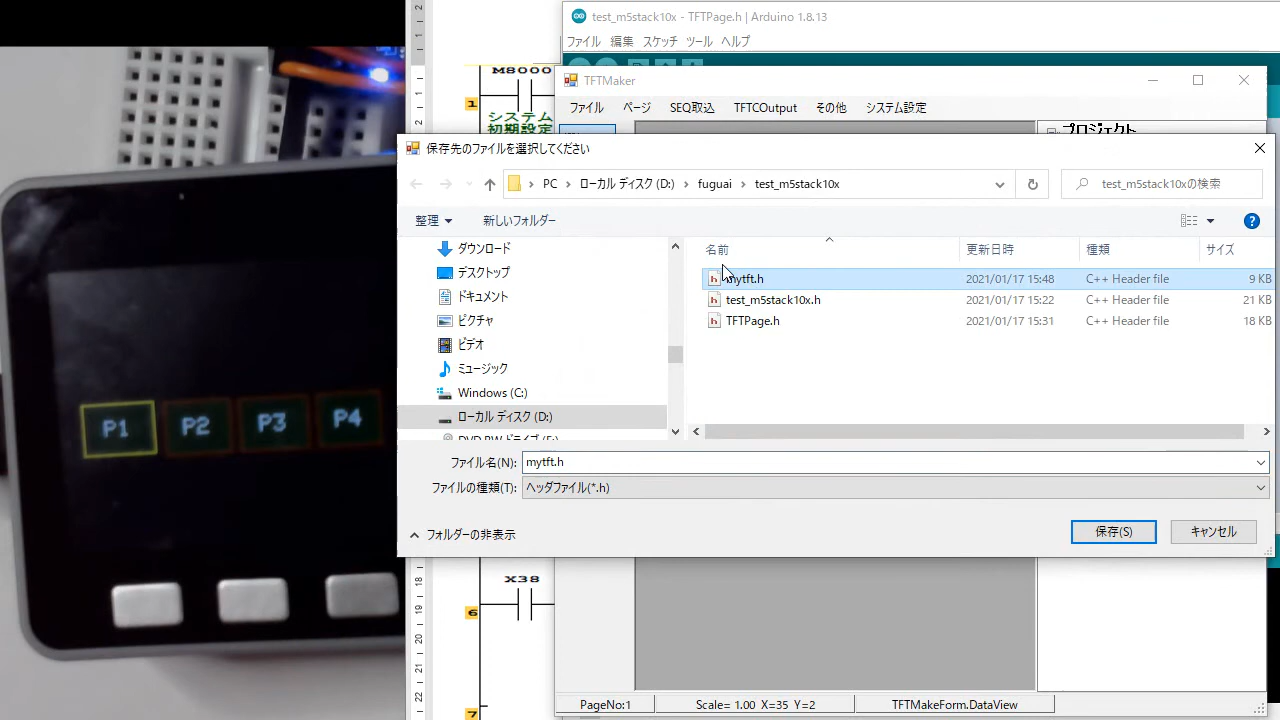 test_m5stack10x - TFTPage.h | Arduino 1.8.13
ファイル 編集 スケッチ ツール ヘルプ
TFTMaker
ファイル ページ SEQ取込 TFTCOutput その他 システム設定
プロジェクト
保存先のファイルを選択してください
PC › ローカル ディスク (D:) › fuguai › test_m5stack10x
test_m5stack10xの検索
整理 新しいフォルダー
ダウンロード
デスクトップ
ドキュメント
ピクチャ
ビデオ
ミュージック
Windows (C:)
ローカル ディスク (D:)
名前 更新日時 種類 サイズ
mytft.h 2021/01/17 15:48 C++ Header file 9 KB
test_m5stack10x.h 2021/01/17 15:22 C++ Header file 21 KB
TFTPage.h 2021/01/17 15:31 C++ Header file 18 KB
ファイル名(N): mytft.h
ファイルの種類(T): ヘッダファイル(*.h)
フォルダーの非表示
保存(S) キャンセル
PageNo:1 Scale= 1.00 X=35 Y=2 TFTMakeForm.DataView
M8000
1
システム
初期設定
X38
6
7
18
19
20
21
22
P1 P2 P3 P4